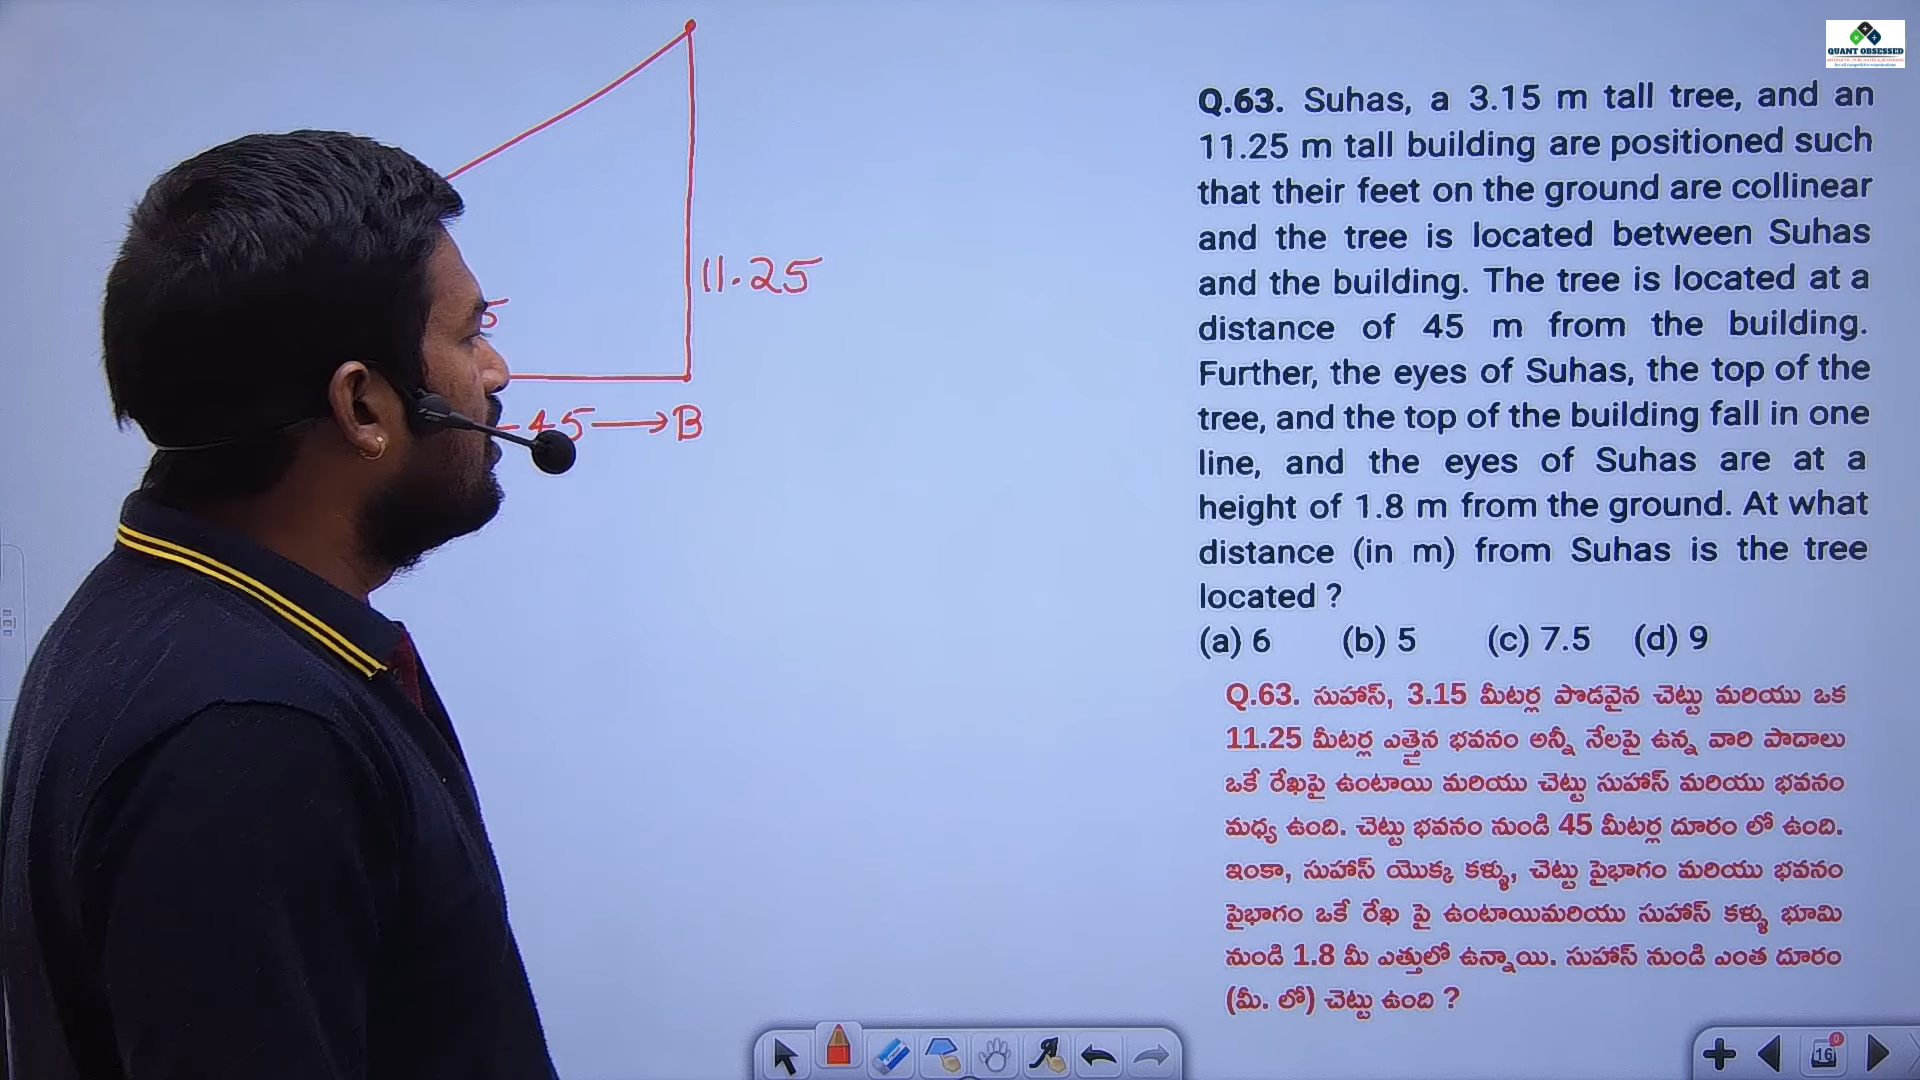 QUANT OBSESSED
Q.63. Suhas, a 3.15 m tall tree, and an
11.25 m tall building are positioned such
that their feet on the ground are collinear
and the tree is located between Suhas
and the building. The tree is located at a
distance of 45 m from the building.
Further, the eyes of Suhas, the top of the
tree, and the top of the building fall in one
line, and the eyes of Suhas are at a
height of 1.8 m from the ground. At what
distance (in m) from Suhas is the tree
located ?
(a) 6 (b) 5 (c) 7.5 (d) 9
Q.63. సుహాస్, 3.15 మీటర్ల పొడవైన చెట్టు మరియు ఒక
11.25 మీటర్ల ఎత్తైన భవనం అన్నీ నేలపై ఉన్న వారి పాదాలు
ఒకే రేఖపై ఉంటాయి మరియు చెట్టు సుహాస్ మరియు భవనం
మధ్య ఉంది. చెట్టు భవనం నుండి 45 మీటర్ల దూరం లో ఉంది.
ఇంకా, సుహాస్ యొక్క కళ్ళు, చెట్టు పైభాగం మరియు భవనం
పైభాగం ఒకే రేఖ పై ఉంటాయిమరియు సుహాస్ కళ్ళు భూమి
నుండి 1.8 మీ ఎత్తులో ఉన్నాయి. సుహాస్ నుండి ఎంత దూరం
(మీ. లో) చెట్టు ఉంది ?
11.25
5
45
B
16
0